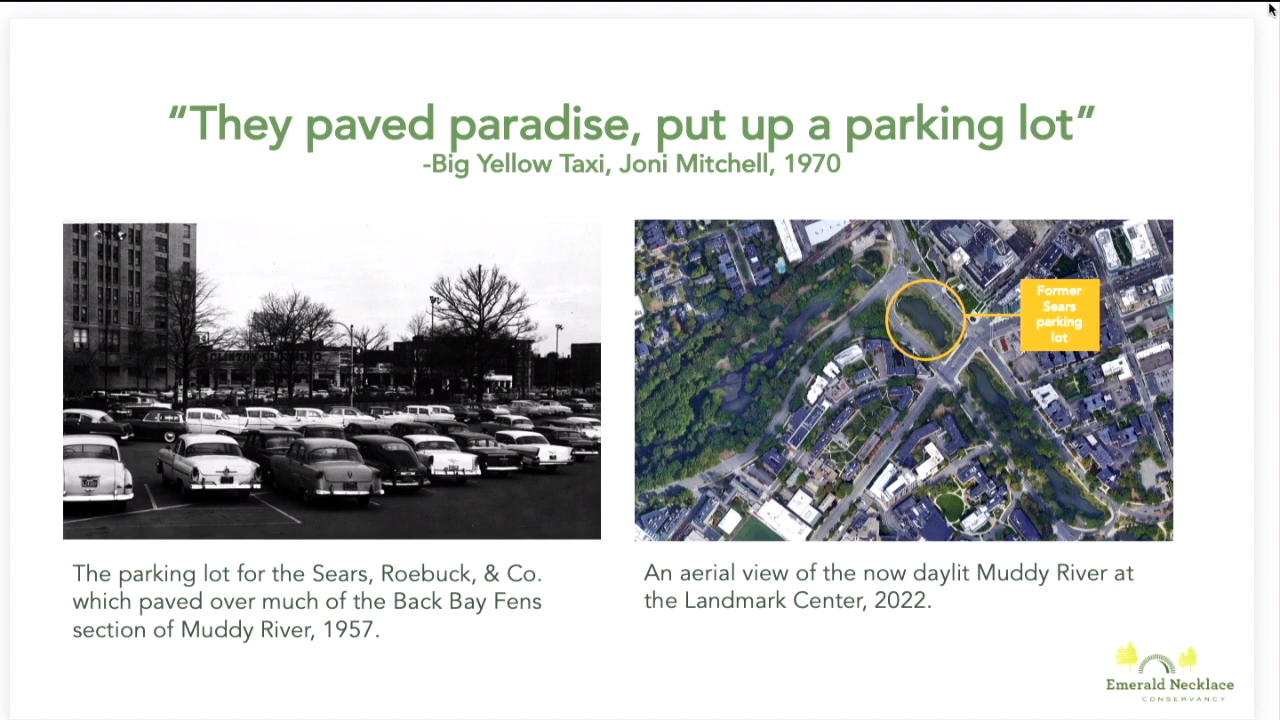 “They paved paradise, put up a parking lot”
-Big Yellow Taxi, Joni Mitchell, 1970
CLINTON CLOTHING
Former
Sears
parking
lot
The parking lot for the Sears, Roebuck, & Co.
which paved over much of the Back Bay Fens
section of Muddy River, 1957.
An aerial view of the now daylit Muddy River at
the Landmark Center, 2022.
Emerald Necklace
CONSERVANCY